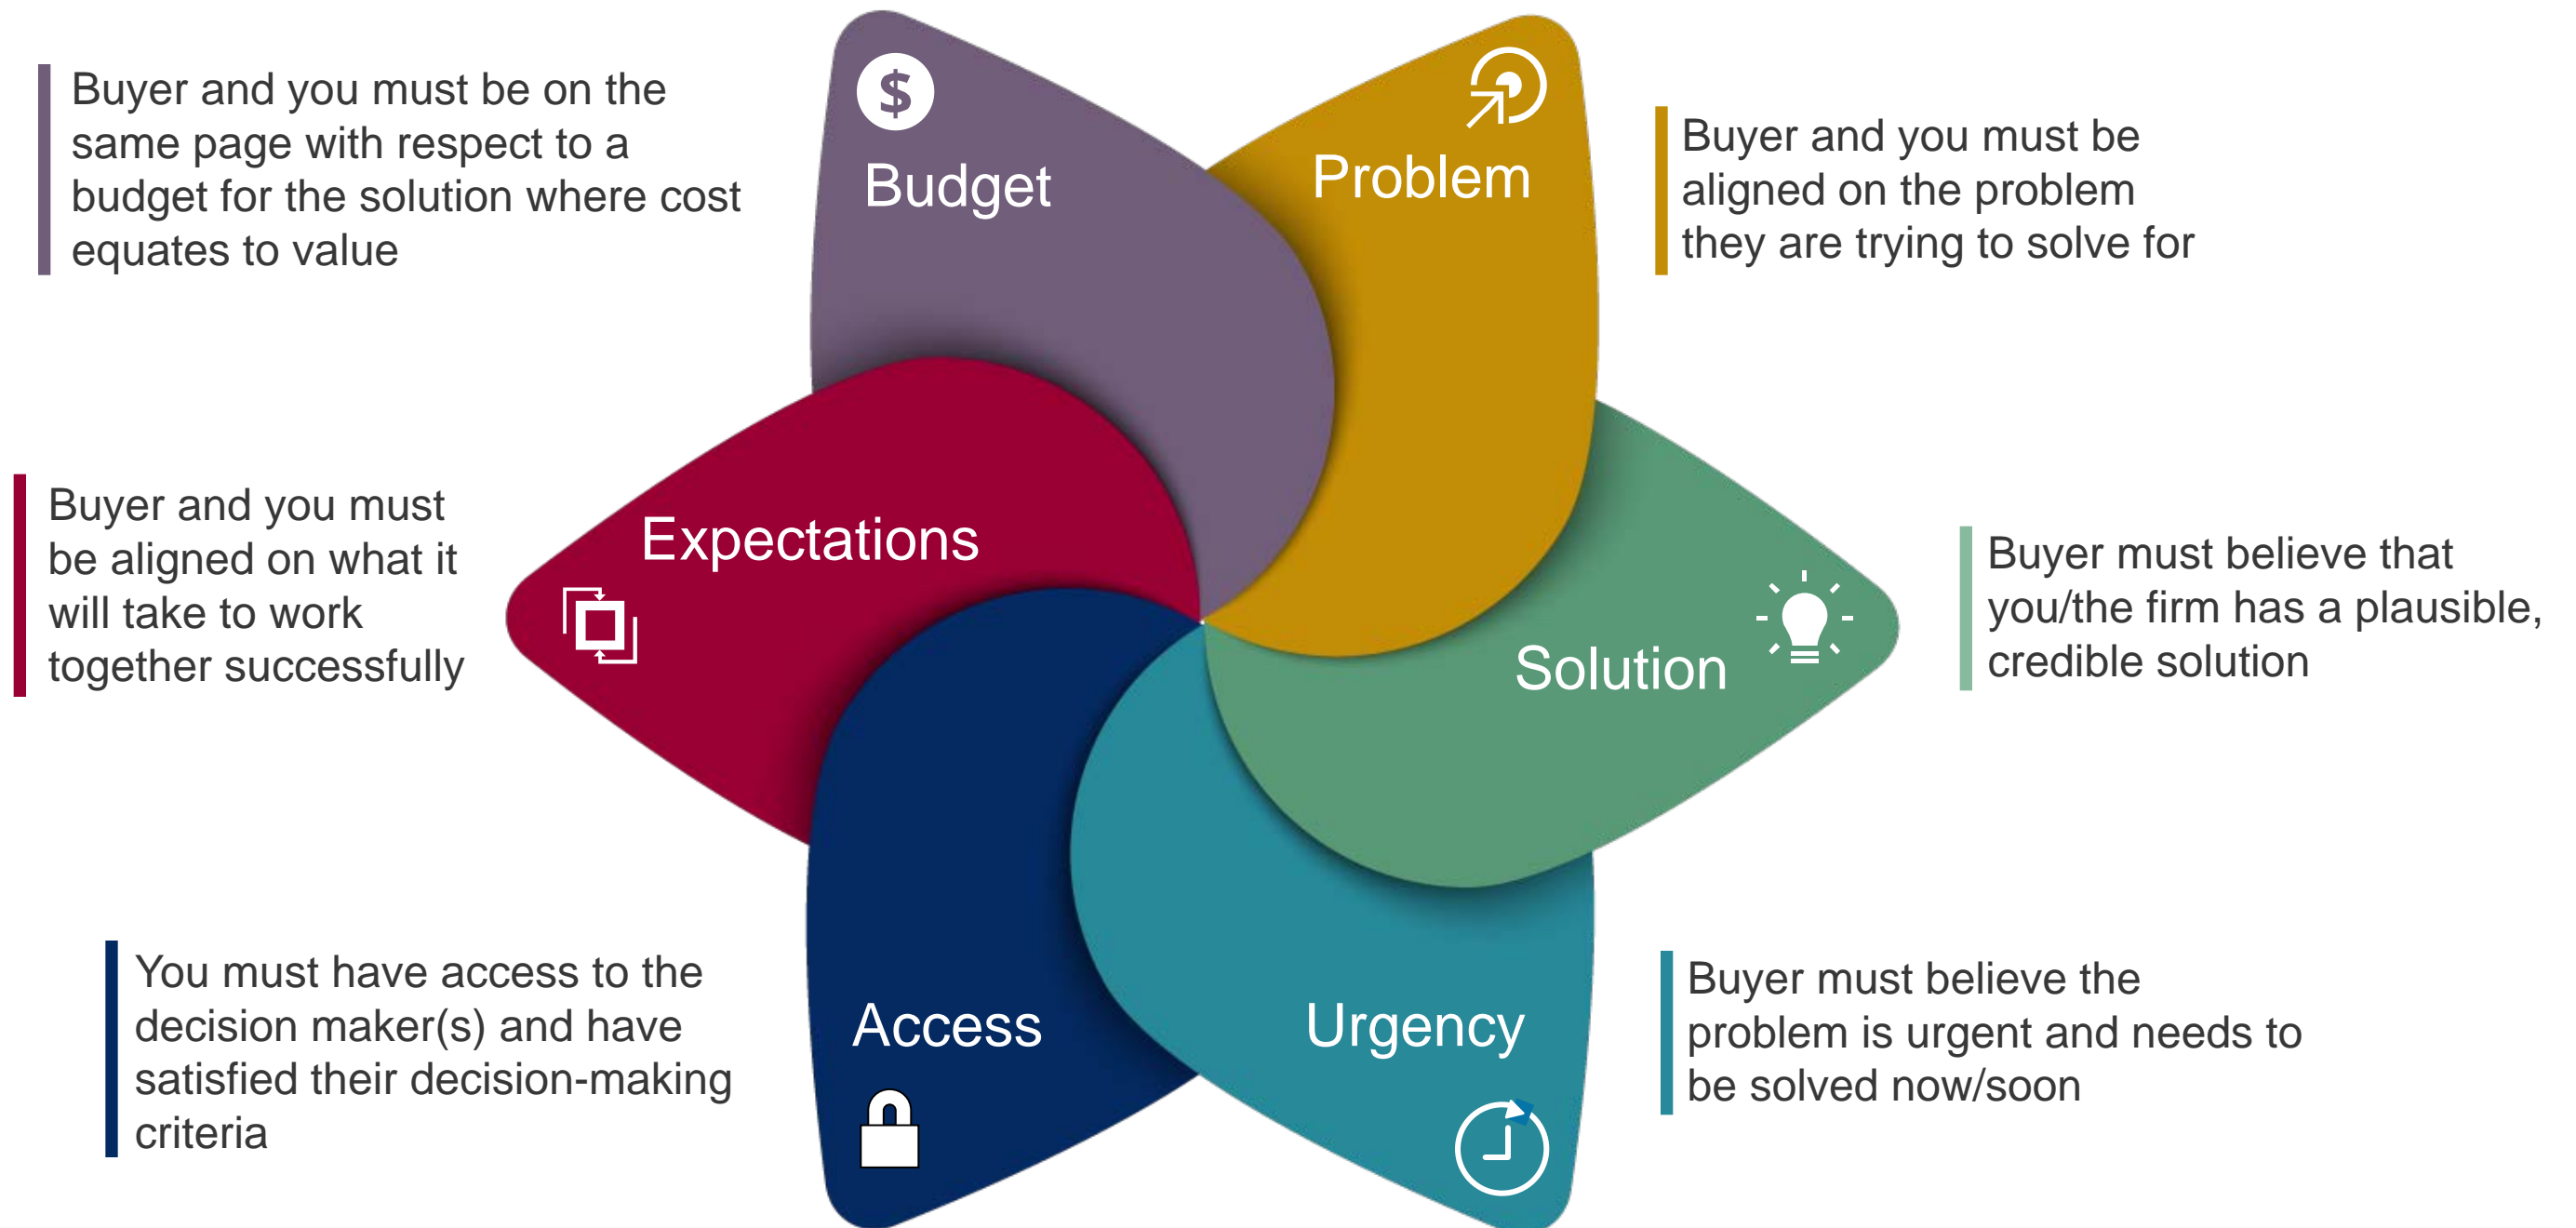 Buyer and you must be on the
same page with respect to a
budget for the solution where cost
equates to value
$
Budget
Problem
Buyer and you must be
aligned on the problem
they are trying to solve for
Buyer and you must
be aligned on what it
will take to work
together successfully
Expectations
Solution
Buyer must believe that
you/the firm has a plausible,
credible solution
You must have access to the
decision maker(s) and have
satisfied their decision-making
criteria
Access
Urgency
Buyer must believe the
problem is urgent and needs to
be solved now/soon